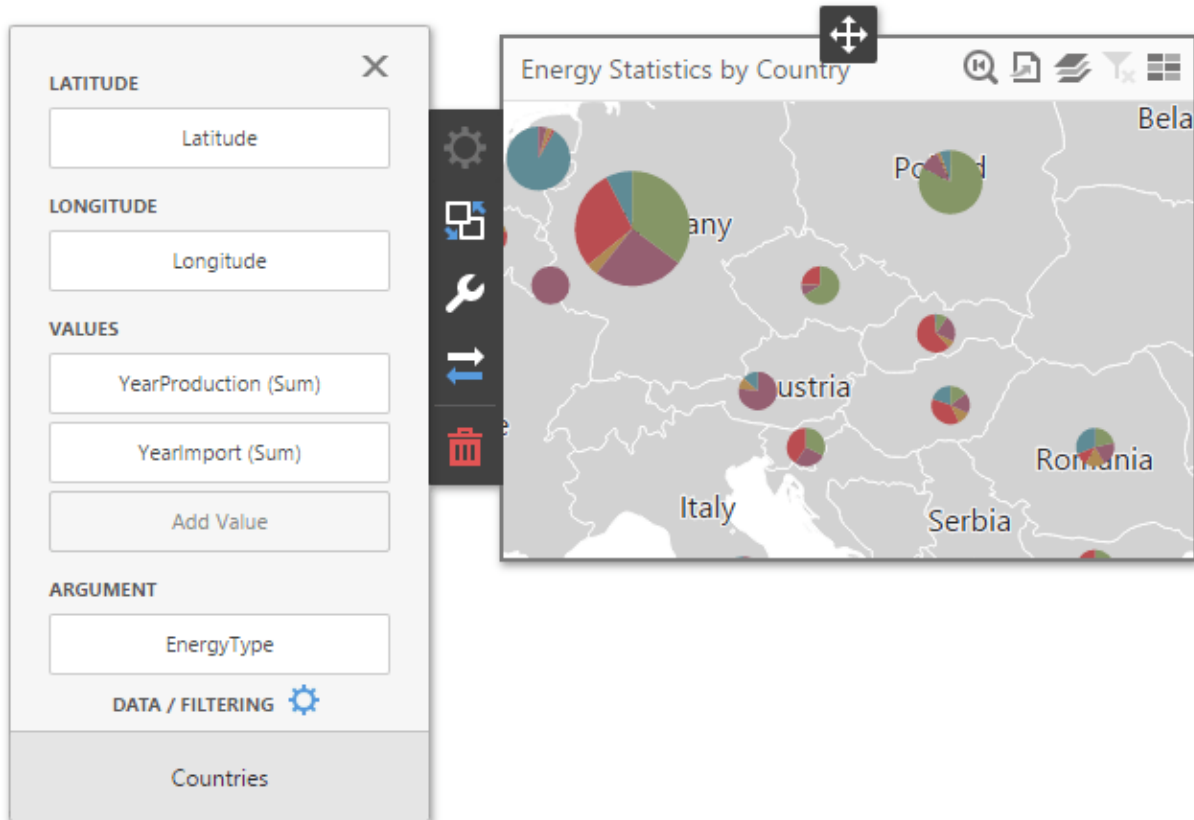 LATITUDE
Latitude
LONGITUDE
Longitude
VALUES
YearProduction (Sum)
YearImport (Sum)
Add Value
ARGUMENT
EnergyType
DATA / FILTERING
Countries
Energy Statistics by Country
Bela
Poland
any
ustria
e
Romania
Italy
Serbia